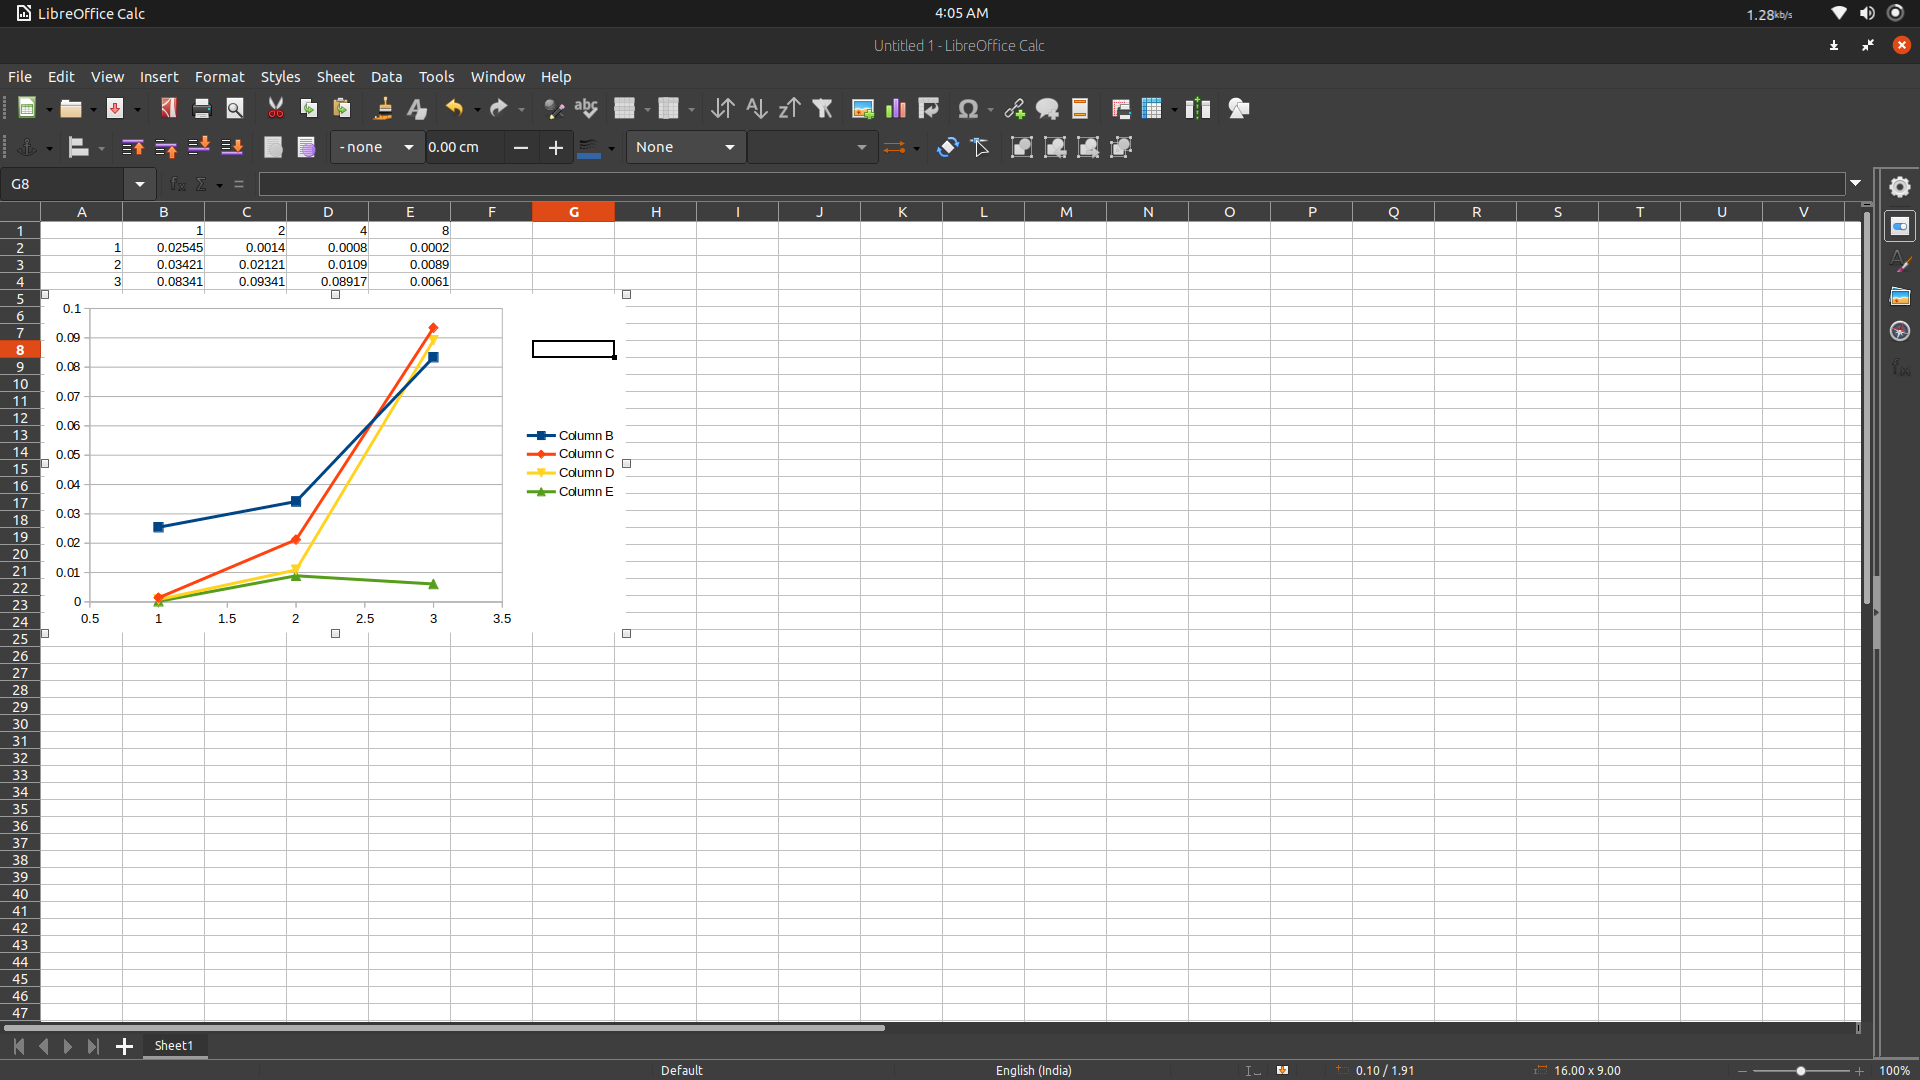 LibreOffice Calc
4:05 AM
1.28kb/s
Untitled 1 - LibreOffice Calc
File Edit View Insert Format Styles Sheet Data Tools Window Help
- none 0.00 cm None
G8
A B C D E F G H I J K L M N O P Q R S T U V
1 1 2 4 8
2 1 0.02545 0.0014 0.0008 0.0002
3 2 0.03421 0.02121 0.0109 0.0089
4 3 0.08341 0.09341 0.08917 0.0061
5
6
7
8
9
10
11
12
13
14
15
16
17
18
19
20
21
22
23
24
25
26
27
28
29
30
31
32
33
34
35
36
37
38
39
40
41
42
43
44
45
46
47
0.1
0.09
0.08
0.07
0.06
0.05
0.04
0.03
0.02
0.01
0
0.5 1 1.5 2 2.5 3 3.5
Column B
Column C
Column D
Column E
Sheet1
Default English (India) 0.10 / 1.91 16.00 x 9.00 100%